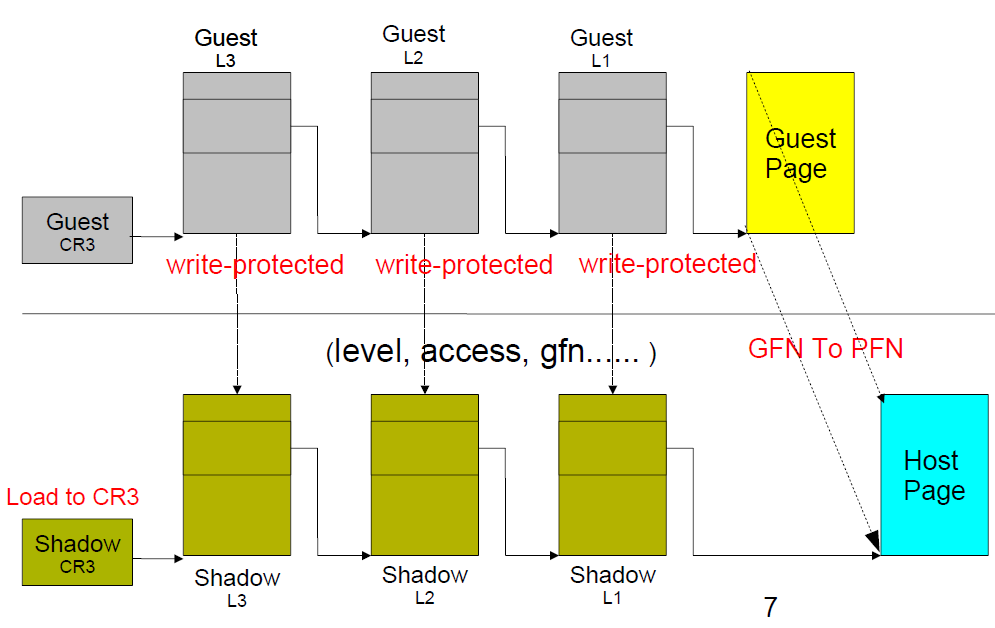 Guest
L3
Guest
L2
Guest
L1
Guest
Page
Guest
CR3
write-protected
write-protected
write-protected
(level, access, gfn...... )
GFN To PFN
Load to CR3
Shadow
CR3
Host
Page
Shadow
L3
Shadow
L2
Shadow
L1
7